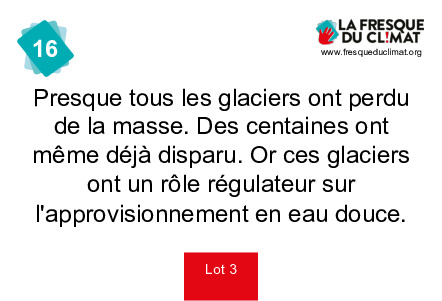 16
LA FRESQUE
DU CL!MAT
www.fresqueduclimat.org
Presque tous les glaciers ont perdu
de la masse. Des centaines ont
même déjà disparu. Or ces glaciers
ont un rôle régulateur sur
l'approvisionnement en eau douce.
Lot 3